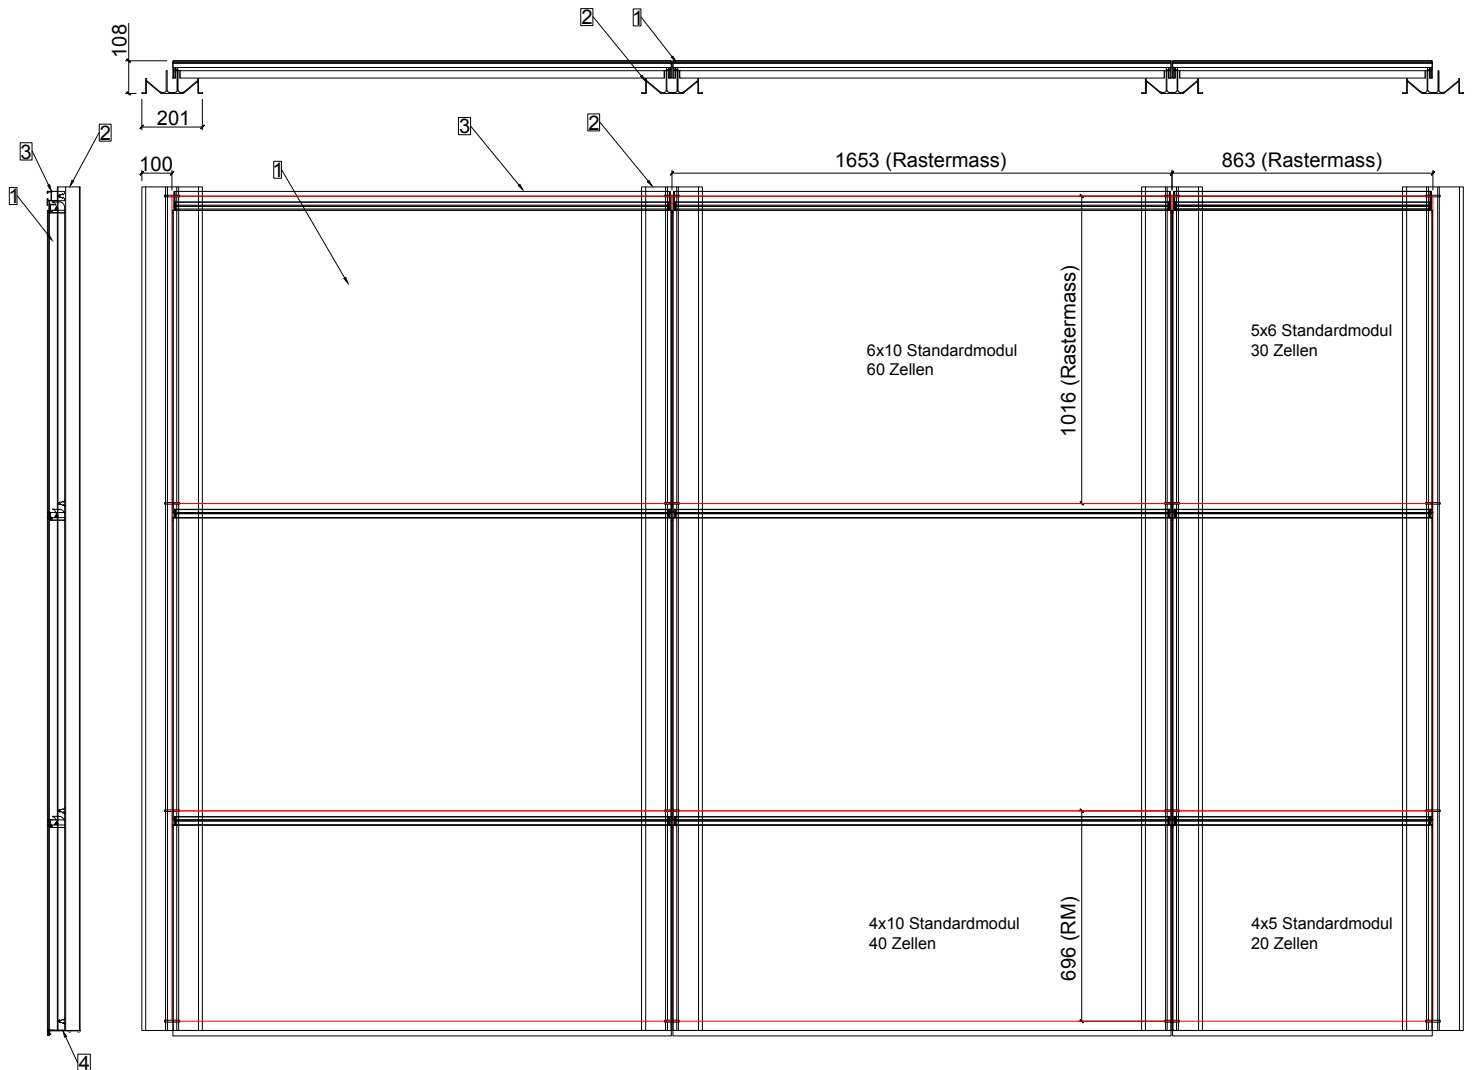 2
1
108
201
3
2
2
3
1
100
1
1653 (Rastermass)
863 (Rastermass)
1016 (Rastermass)
6x10 Standardmodul
60 Zellen
5x6 Standardmodul
30 Zellen
4x10 Standardmodul
40 Zellen
696 (RM)
4x5 Standardmodul
20 Zellen
4